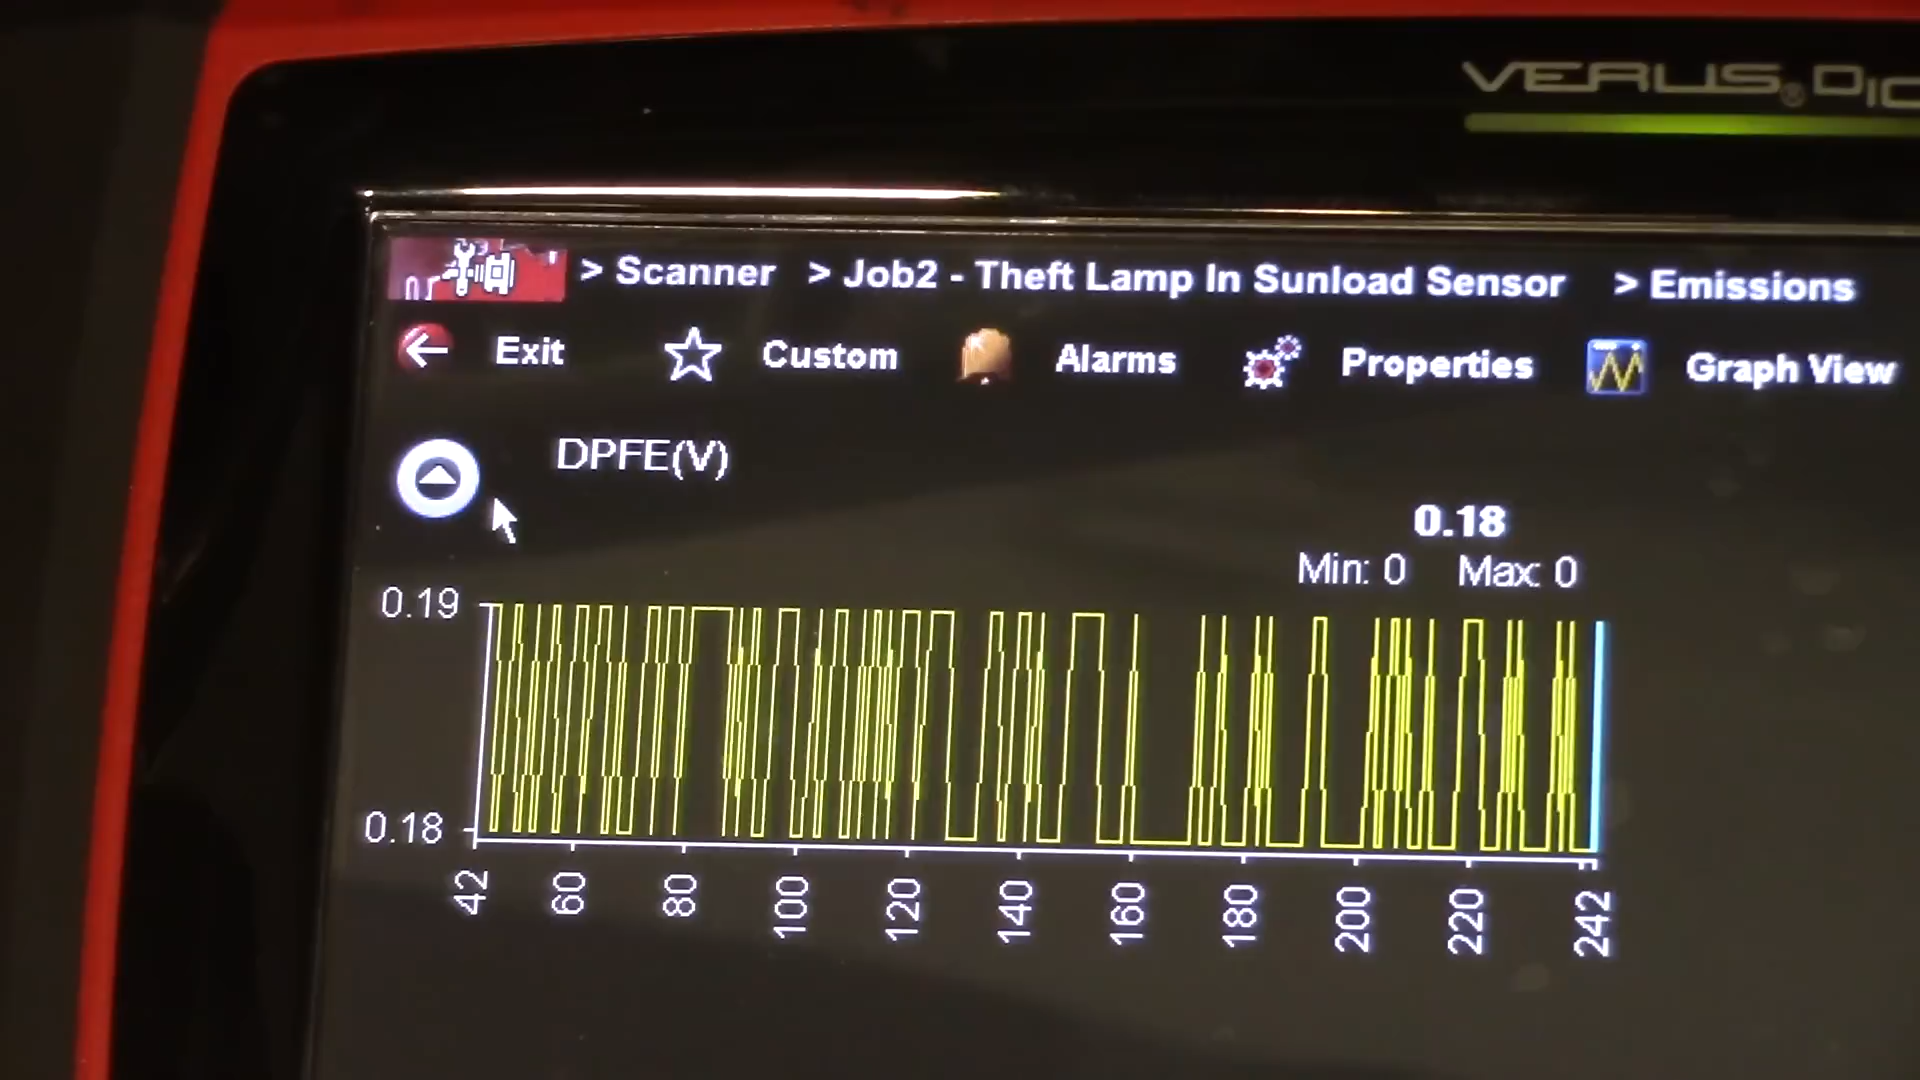 VERUS® DIC
> Scanner > Job2 - Theft Lamp In Sunload Sensor > Emissions
Exit Custom Alarms Properties Graph View
DPFE(V)
0.18
Min: 0 Max: 0
0.19
0.18
42 60 80 100 120 140 160 180 200 220 242